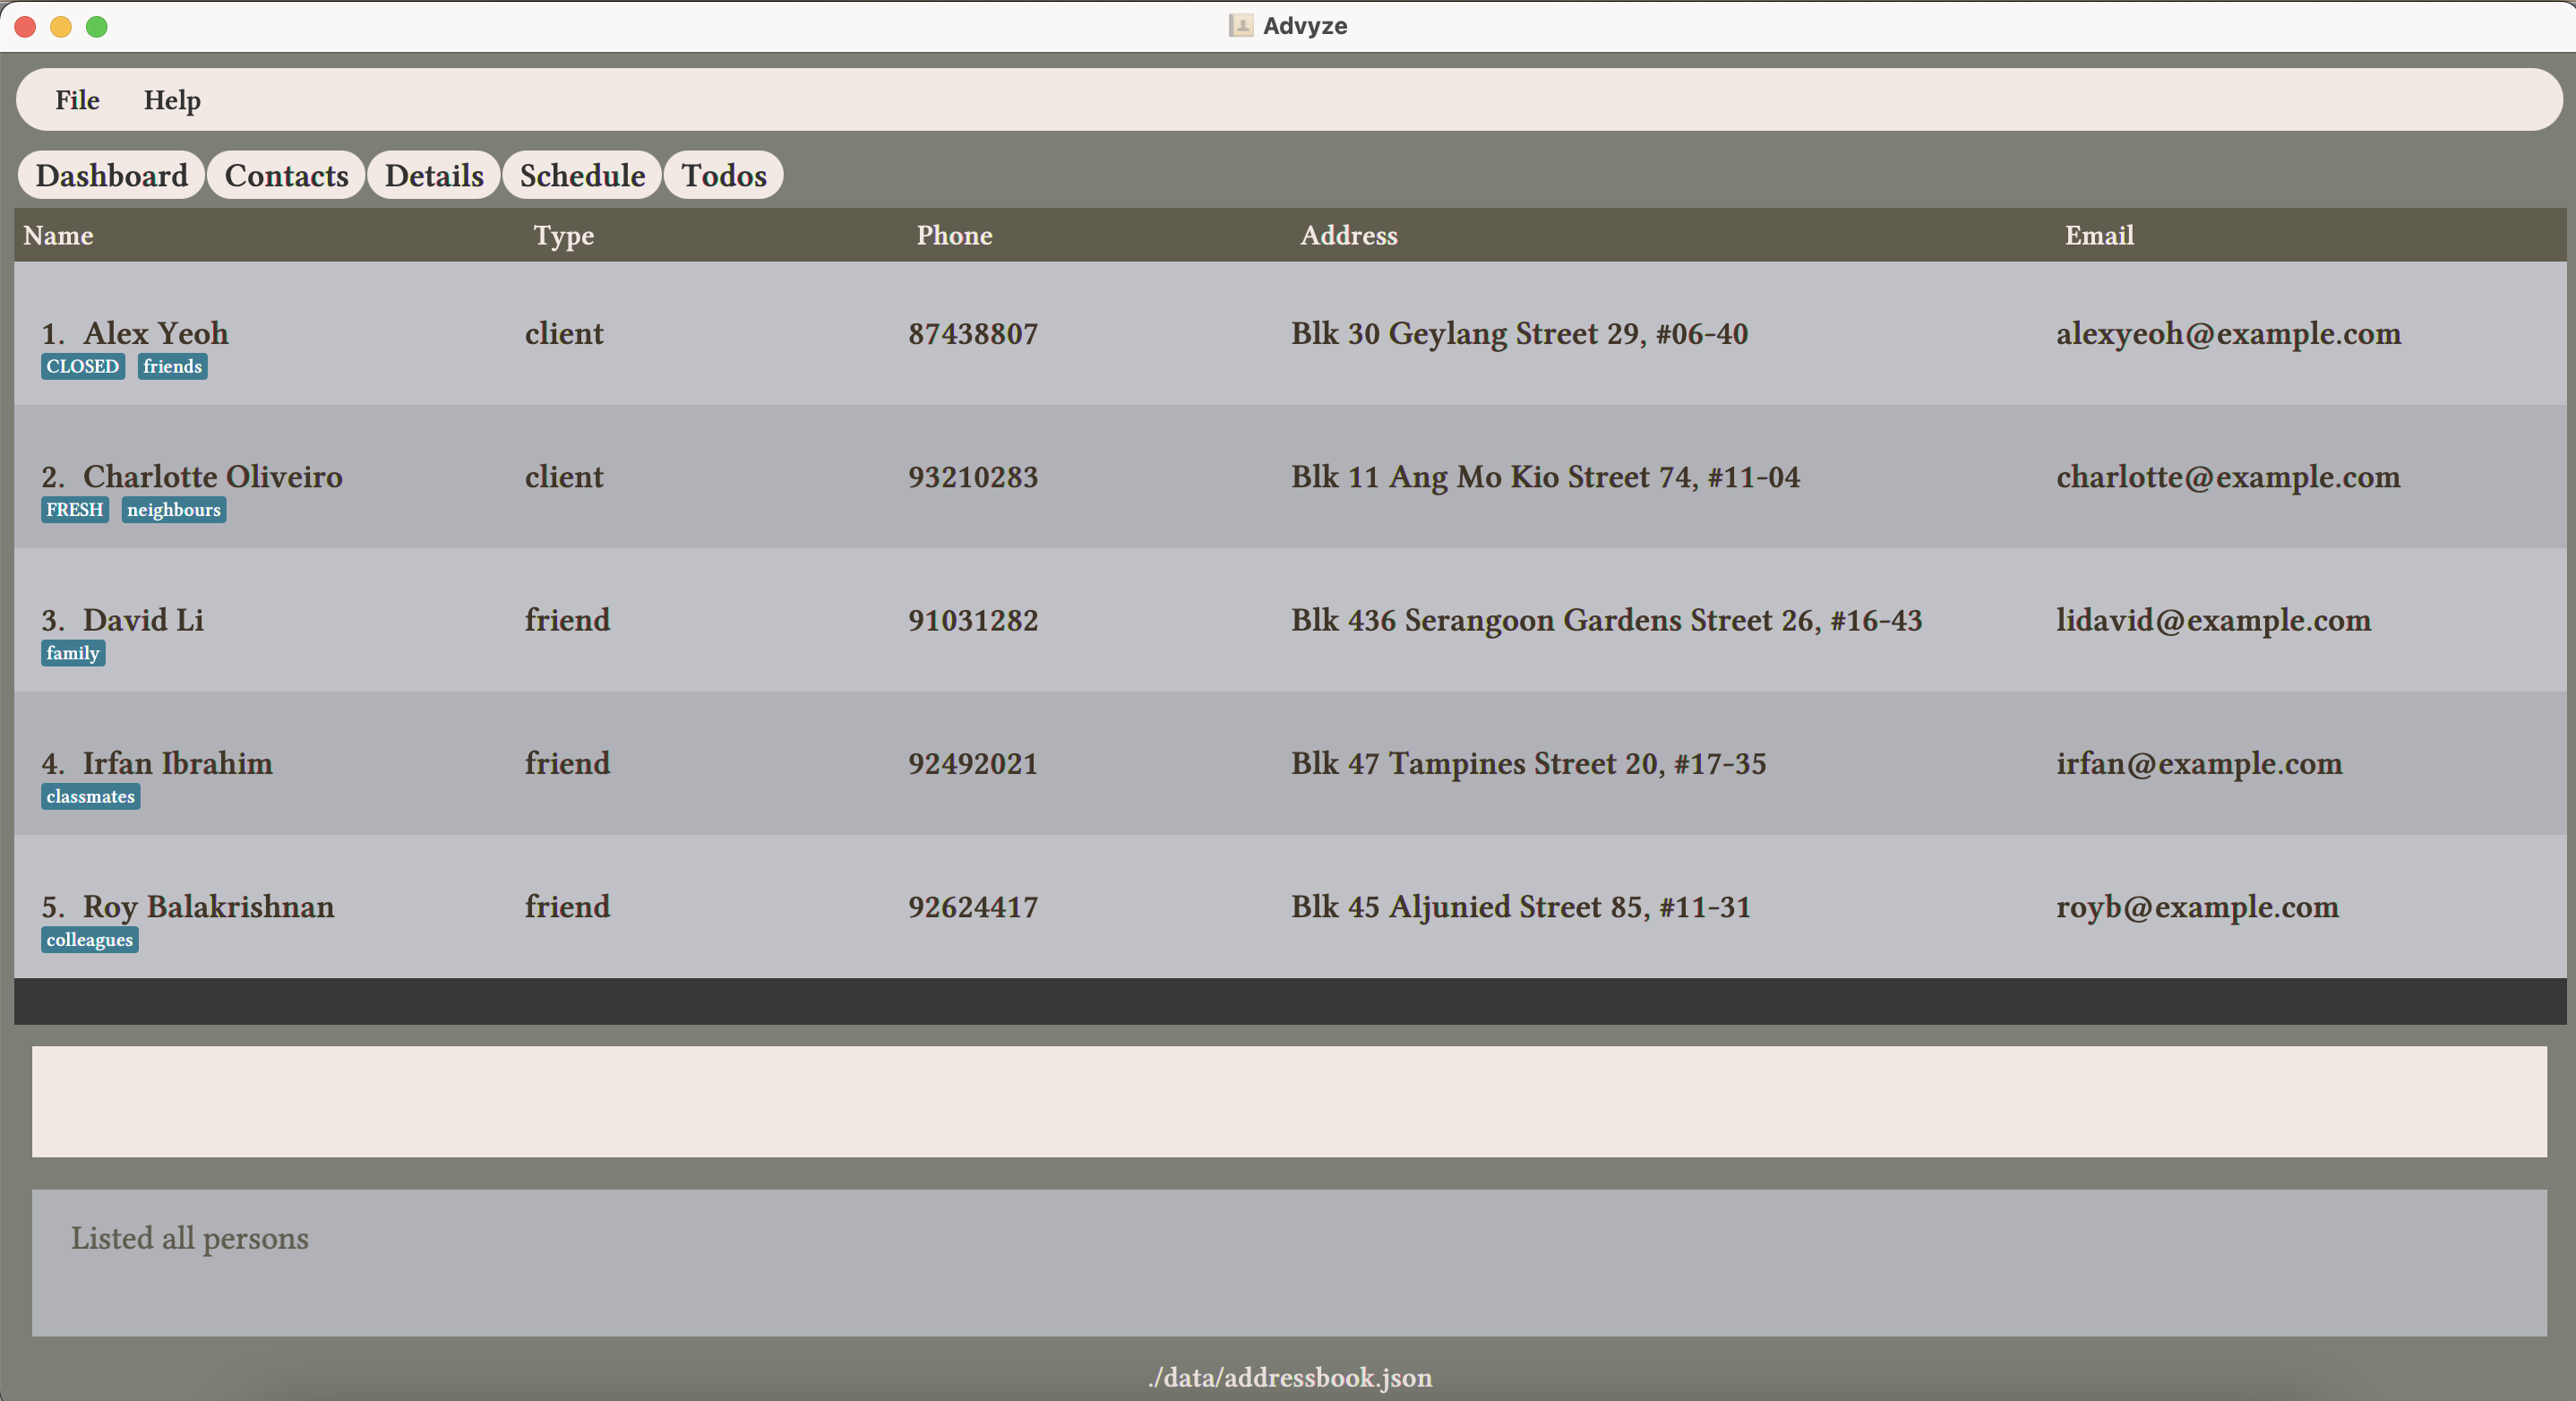 Advyze
File Help
Dashboard Contacts Details Schedule Todos
Name Type Phone Address Email
1. Alex Yeoh client 87438807 Blk 30 Geylang Street 29, #06-40 alexyeoh@example.com
CLOSED friends
2. Charlotte Oliveiro client 93210283 Blk 11 Ang Mo Kio Street 74, #11-04 charlotte@example.com
FRESH neighbours
3. David Li friend 91031282 Blk 436 Serangoon Gardens Street 26, #16-43 lidavid@example.com
family
4. Irfan Ibrahim friend 92492021 Blk 47 Tampines Street 20, #17-35 irfan@example.com
classmates
5. Roy Balakrishnan friend 92624417 Blk 45 Aljunied Street 85, #11-31 royb@example.com
colleagues
Listed all persons
./data/addressbook.json